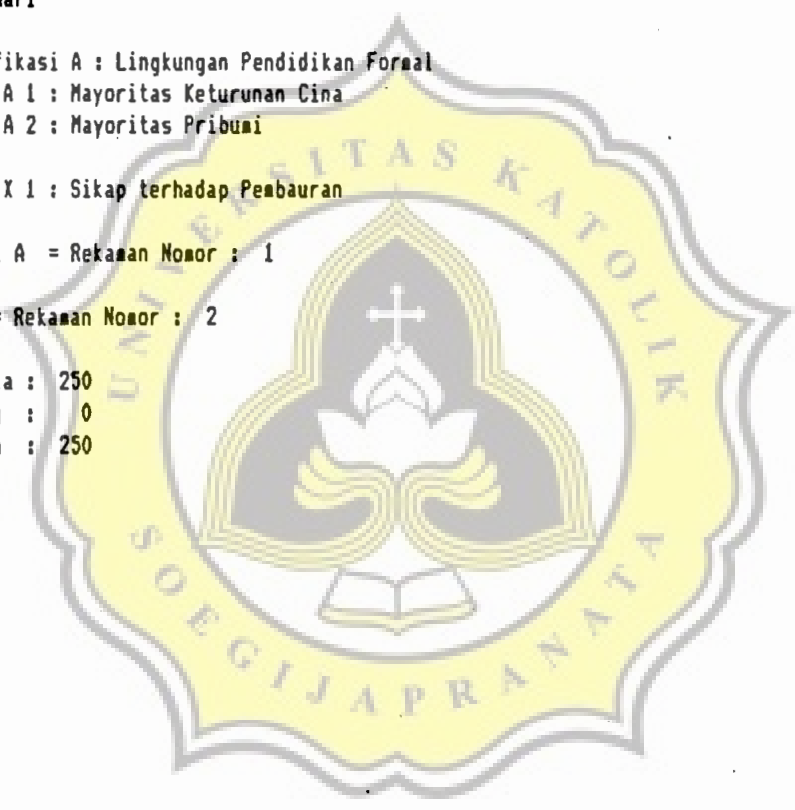 fikasi A : Lingkungan Pendidikan Formal
A 1 : Mayoritas Keturunan Cina
A 2 : Mayoritas Pribumi
X 1 : Sikap terhadap Pembauran
A = Rekaman Nomor : 1
= Rekaman Nomor : 2
a : 250
: 0
: 250
UNIVERSITAS KATOLIK
SOEGIJAPRANATA